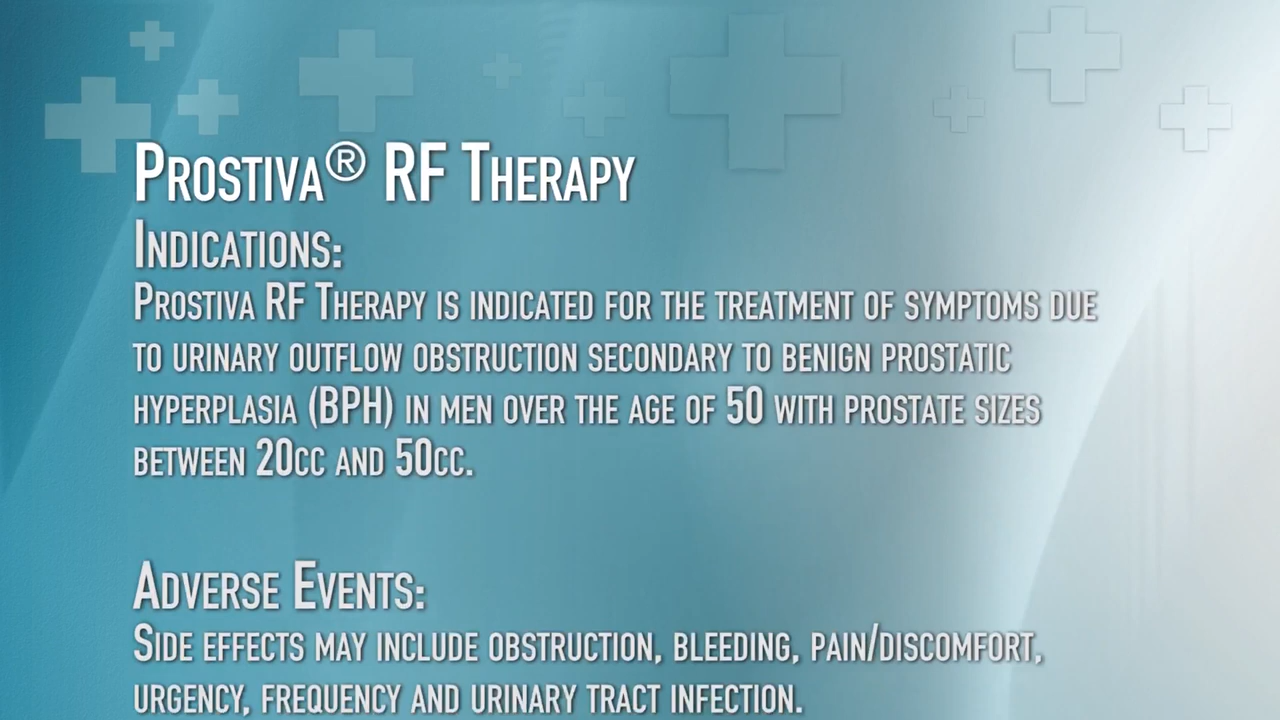 Prostiva® RF Therapy
Indications:
Prostiva RF Therapy is indicated for the treatment of symptoms due
to urinary outflow obstruction secondary to benign prostatic
hyperplasia (BPH) in men over the age of 50 with prostate sizes
between 20cc and 50cc.
Adverse Events:
Side effects may include obstruction, bleeding, pain/discomfort,
urgency, frequency and urinary tract infection.